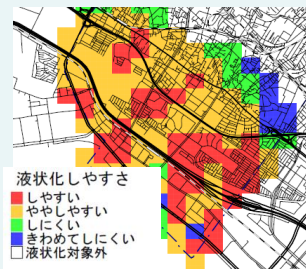 液状化しやすさ
しやすい
ややしやすい
しにくい
きわめてしにくい
液状化対象外